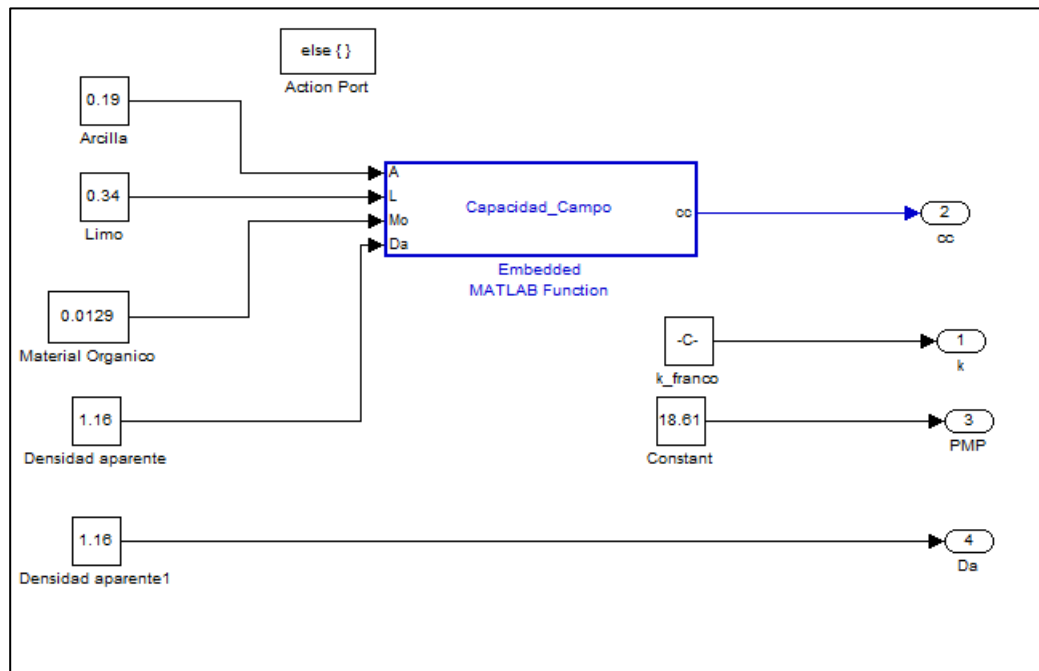 else { }
Action Port
0.19
Arcilla
0.34
Limo
0.0129
Material Organico
1.16
Densidad aparente
1.16
Densidad aparente1
A
L
Mo
Da
Capacidad_Campo
cc
Embedded
MATLAB Function
2
cc
-C-
k_franco
1
k
18.61
Constant
3
PMP
4
Da